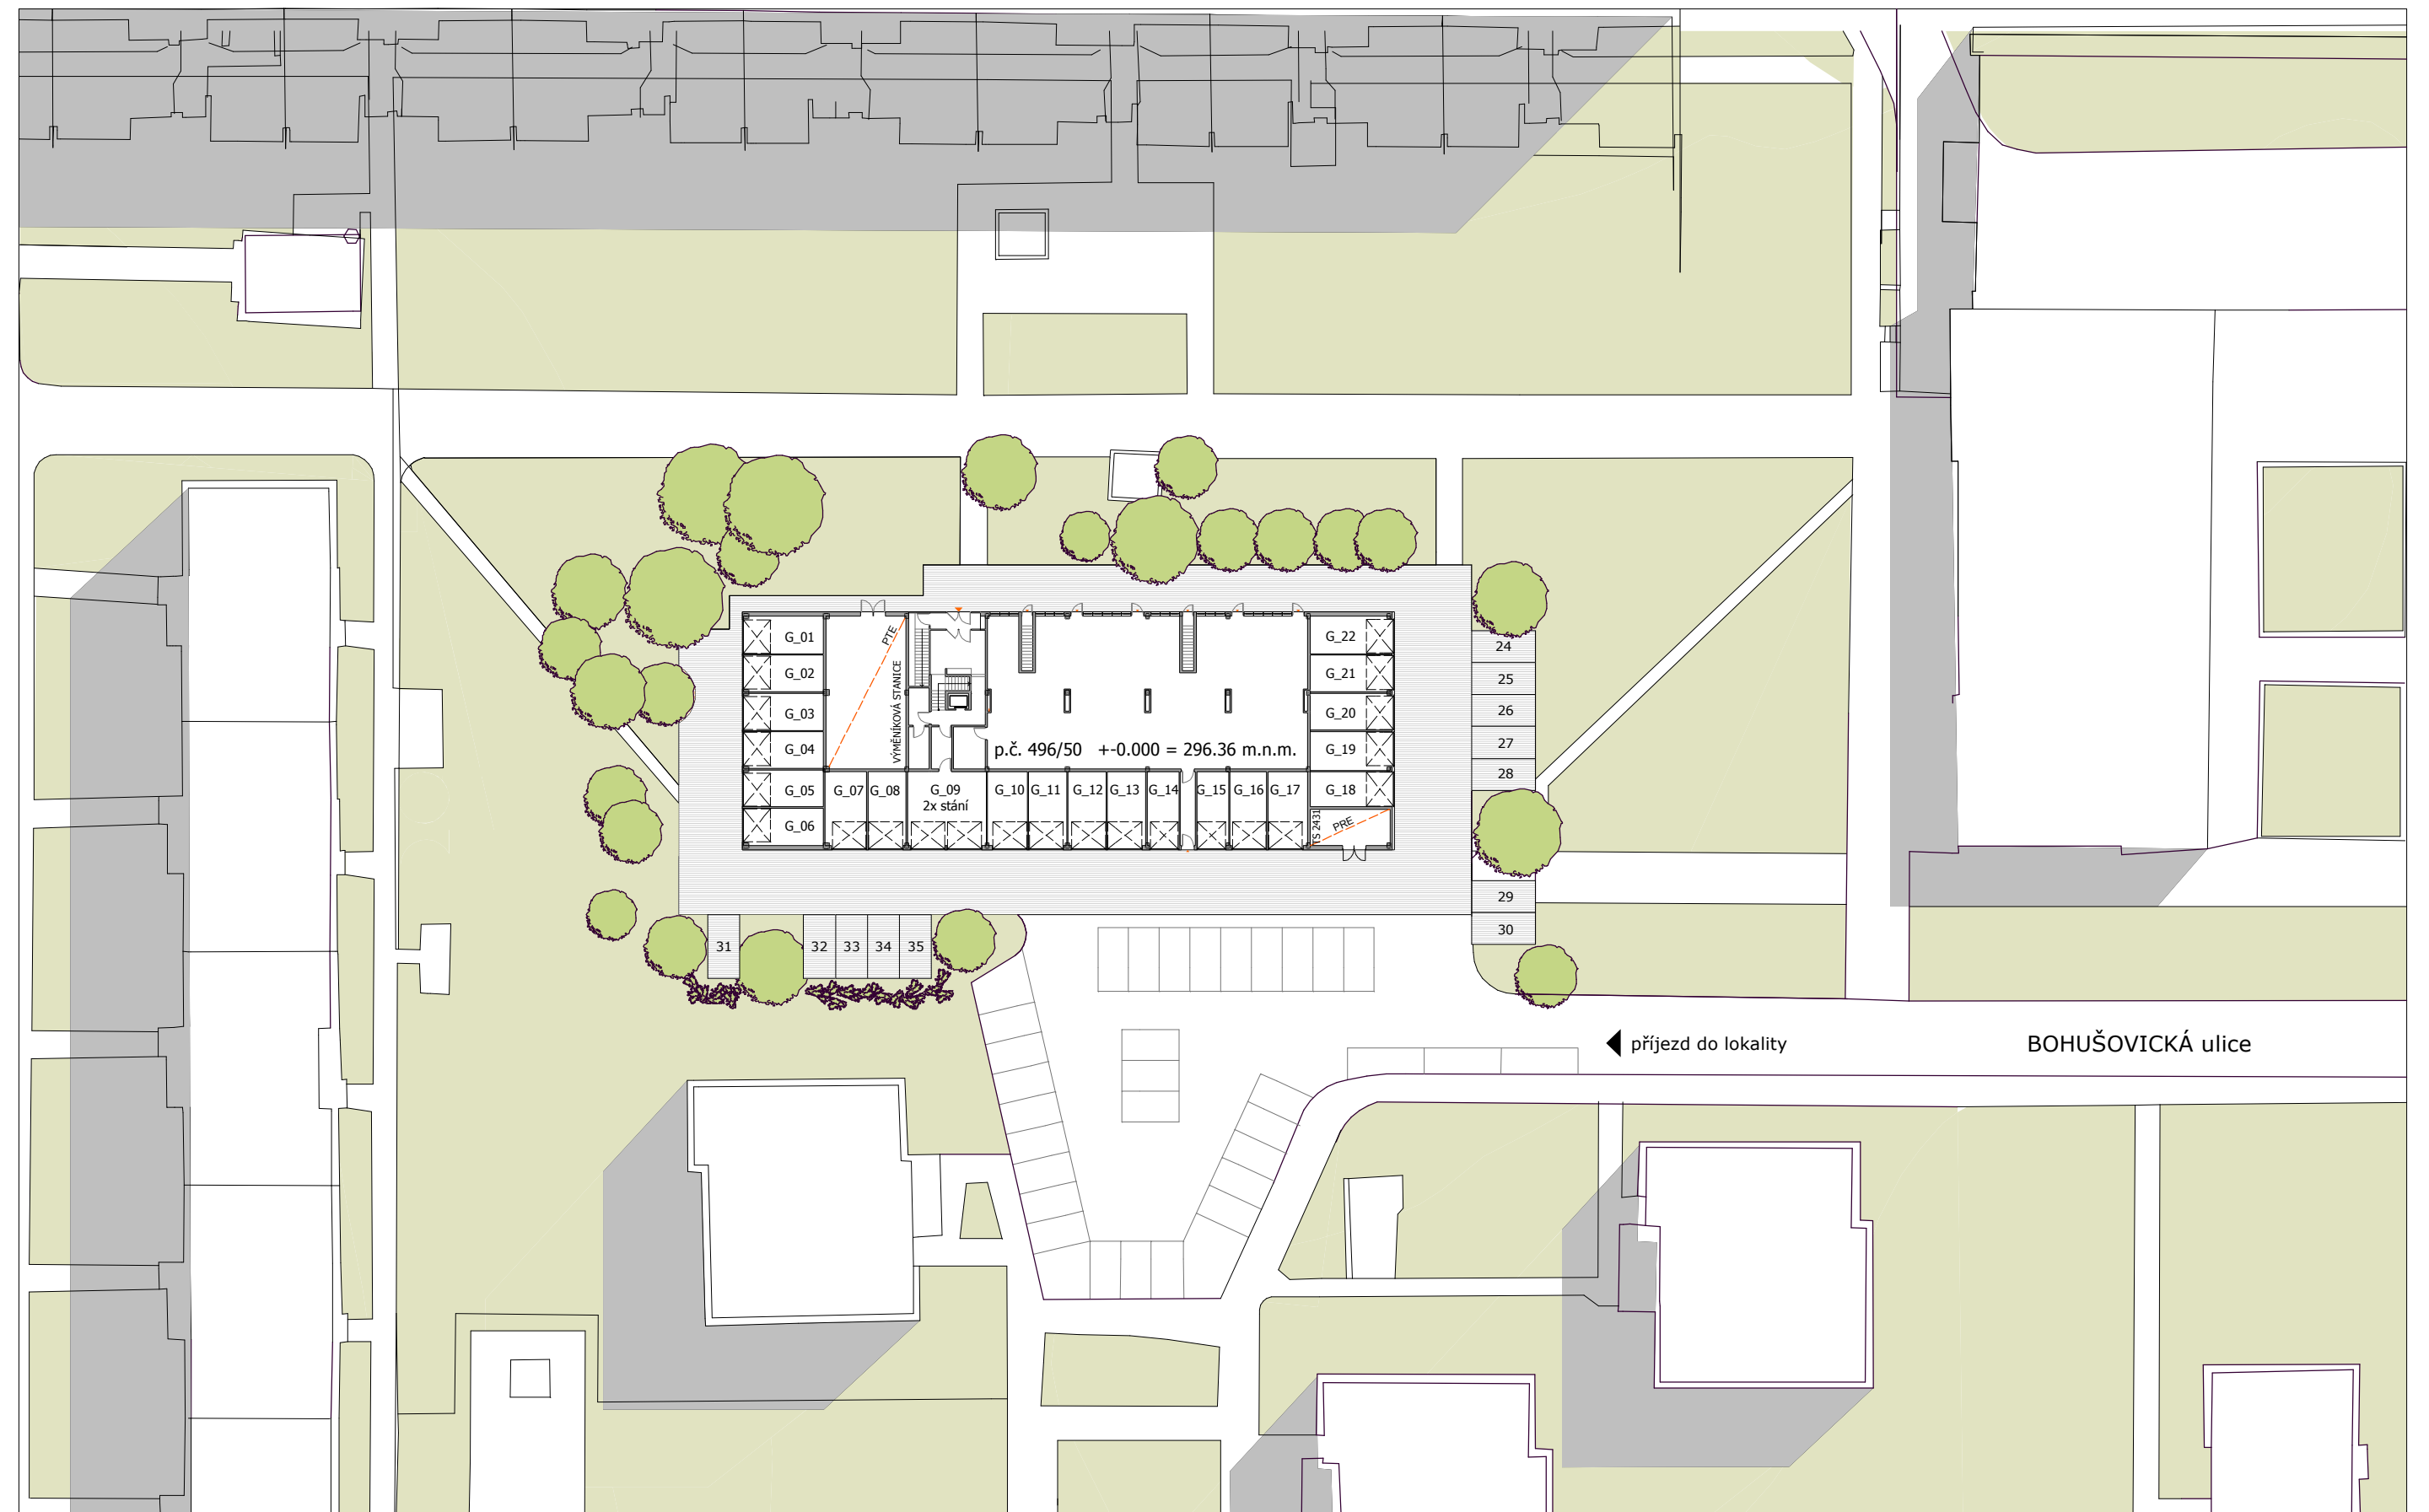 G_01
PTE
G_22
24
G_02
VÝMĚNÍKOVÁ STANICE
G_21
25
G_03
G_20
26
G_04
p.č. 496/50 +-0.000 = 296.36 m.n.m.
G_19
27
28
G_05
G_07
G_08
G_09
2x stání
G_10
G_11
G_12
G_13
G_14
G_15
G_16
G_17
G_18
G_06
TS 2431
PRE
29
30
31
32
33
34
35
příjezd do lokality
BOHUŠOVICKÁ ulice